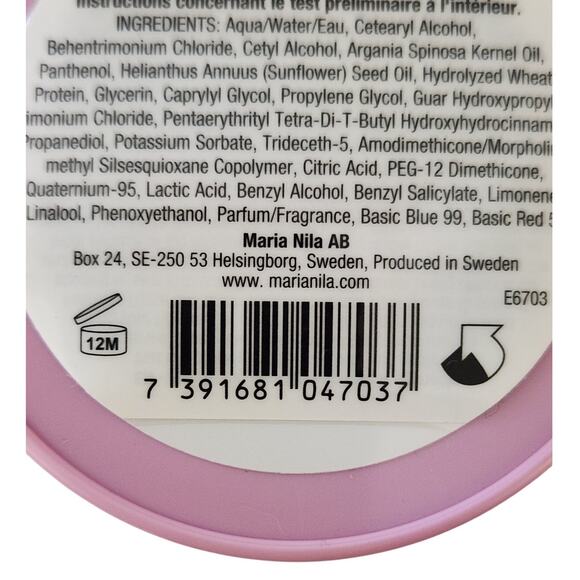 Instructions concernant le test préliminaire à l'intérieur.
INGREDIENTS: Aqua/Water/Eau, Cetearyl Alcohol,
Behentrimonium Chloride, Cetyl Alcohol, Argania Spinosa Kernel Oil,
Panthenol, Helianthus Annuus (Sunflower) Seed Oil, Hydrolyzed Wheat
Protein, Glycerin, Caprylyl Glycol, Propylene Glycol, Guar Hydroxypropyl
imonium Chloride, Pentaerythrityl Tetra-Di-T-Butyl Hydroxyhydrocinnam
Propanediol, Potassium Sorbate, Trideceth-5, Amodimethicone/Morpholin
methyl Silsesquioxane Copolymer, Citric Acid, PEG-12 Dimethicone,
Quaternium-95, Lactic Acid, Benzyl Alcohol, Benzyl Salicylate, Limonene
Linalool, Phenoxyethanol, Parfum/Fragrance, Basic Blue 99, Basic Red 5
Maria Nila AB
Box 24, SE-250 53 Helsingborg, Sweden, Produced in Sweden
www. marianila.com
E6703
12M
7 391681 047037